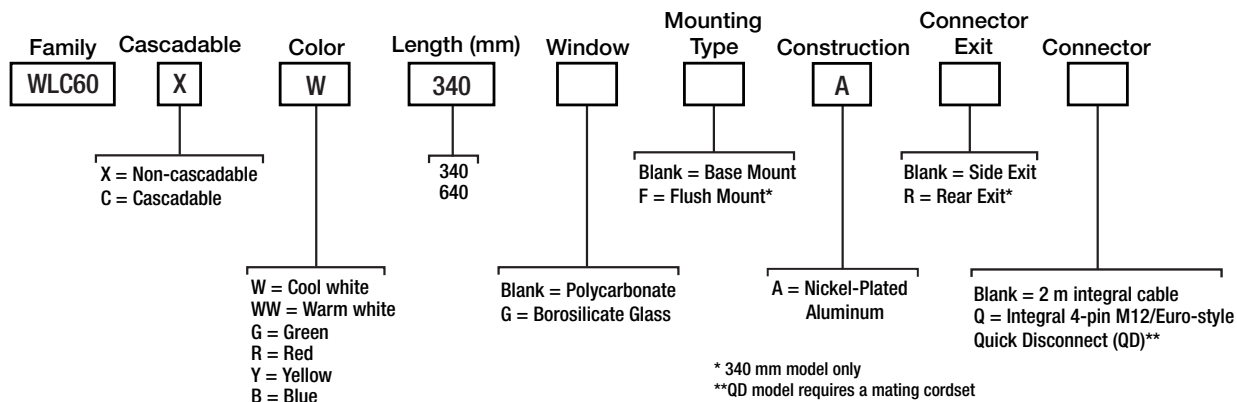 Family Cascadable Color Length (mm) Window Mounting Type Construction Connector Exit Connector
WLC60 X W 340 A
X = Non-cascadable
C = Cascadable
340
640
Blank = Base Mount
F = Flush Mount*
Blank = Side Exit
R = Rear Exit*
W = Cool white
WW = Warm white
G = Green
R = Red
Y = Yellow
B = Blue
Blank = Polycarbonate
G = Borosilicate Glass
A = Nickel-Plated
Aluminum
Blank = 2 m integral cable
Q = Integral 4-pin M12/Euro-style
Quick Disconnect (QD)**
* 340 mm model only
**QD model requires a mating cordset